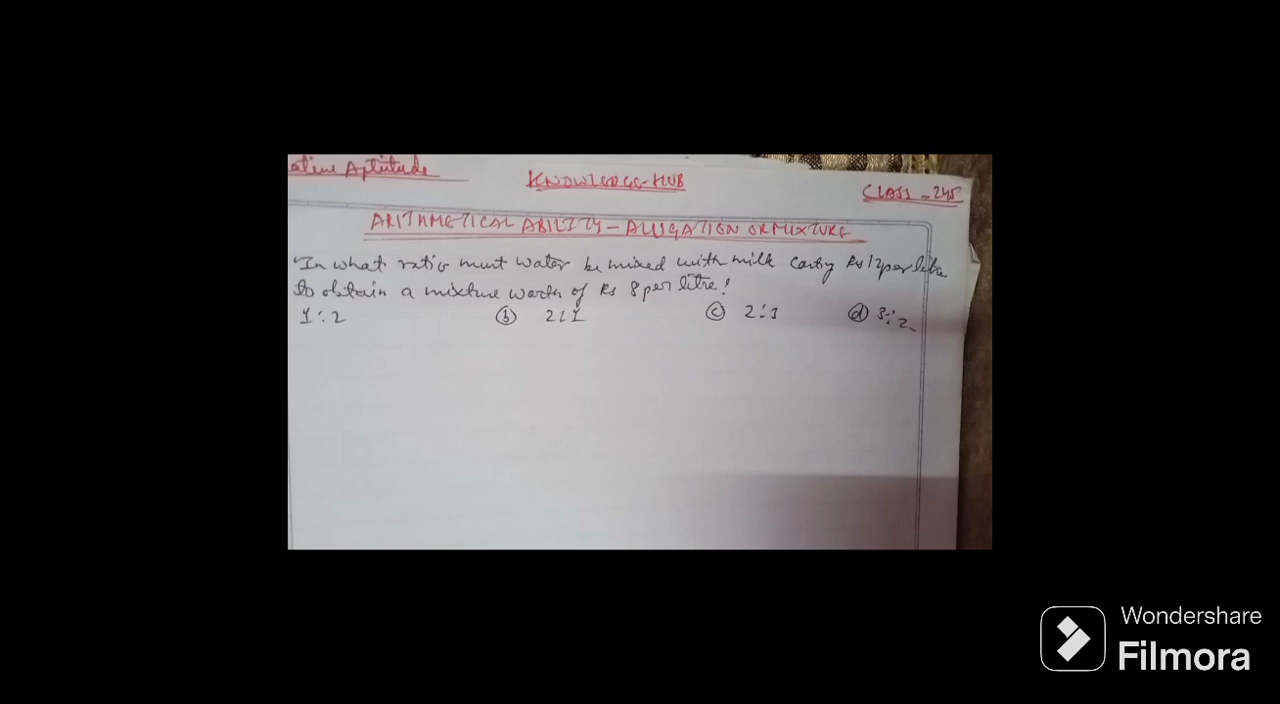 ative Aptitude
KNOWLEDGE-HUB
CLASS - 245
ARITHMETICAL ABILITY - ALLIGATION OR MIXTURE
In what ratio must water be mixed with milk costing Rs 12 per litre
to obtain a mixture worth of Rs 8 per litre?
1:2 (b) 2:1 (c) 2:3 (d) 3:2
Wondershare
Filmora